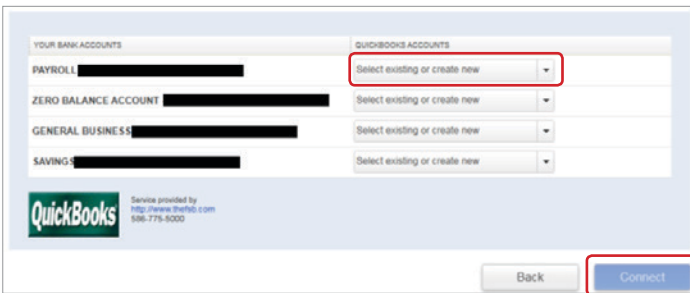 YOUR BANK ACCOUNTS QUICKBOOKS ACCOUNTS
PAYROLL Select existing or create new
ZERO BALANCE ACCOUNT Select existing or create new
GENERAL BUSINESS Select existing or create new
SAVINGS Select existing or create new
QuickBooks
Service provided by
http://www.thefsb.com
586-775-5000
Back Connect